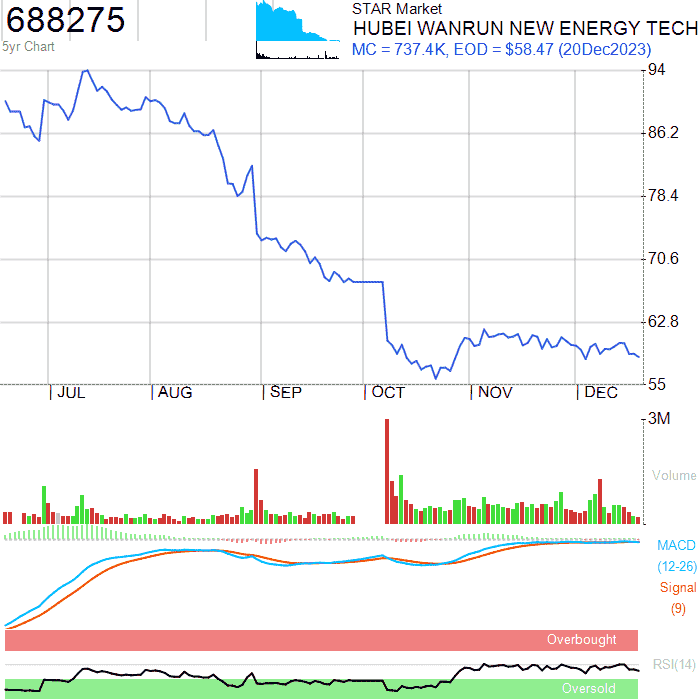 688275
5yr Chart
STAR Market
HUBEI WANRUN NEW ENERGY TECH
MC = 737.4K, EOD = $58.47 (20Dec2023)
94
86.2
78.4
70.6
62.8
55
JUL
AUG
SEP
OCT
NOV
DEC
3M
Volume
MACD
(12-26)
Signal
(9)
Overbought
RSI(14)
Oversold